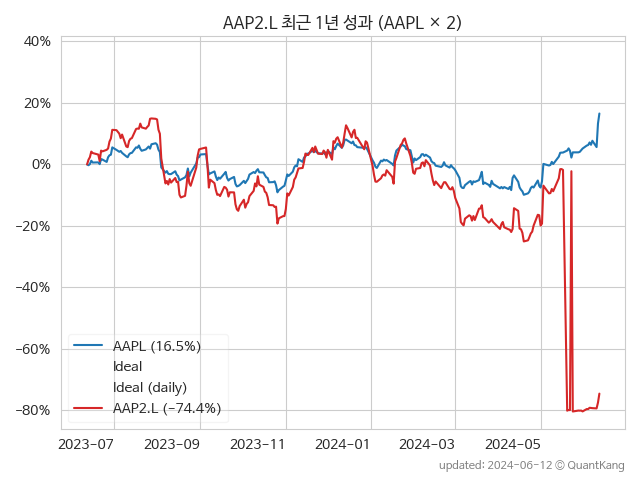 AAP2.L 최근 1년 성과 (AAPL × 2)
40%
20%
0%
−20%
−40%
−60%
−80%
AAPL (16.5%)
Ideal
Ideal (daily)
AAP2.L (−74.4%)
2023-07
2023-09
2023-11
2024-01
2024-03
2024-05
updated: 2024-06-12 © QuantKang